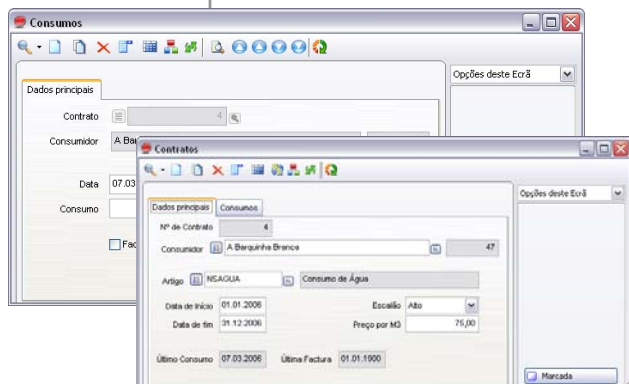 Consumos
Opções deste Ecrã
Dados principais
Contrato 4
Consumidor A Bar
Data 07.03
Consumo
Fac
Contratos
Opções deste Ecrã
Dados principais Consumos
Nº de Contrato 4
Consumidor A Barquinha Branca 47
Artigo NSAGUA Consumo de Água
Data de Início 01.01.2006 Escalão Alto
Data de fim 31.12.2006 Preço por M3 75,00
Último Consumo 07.03.2006 Última Factura 01.01.1900
Marcada